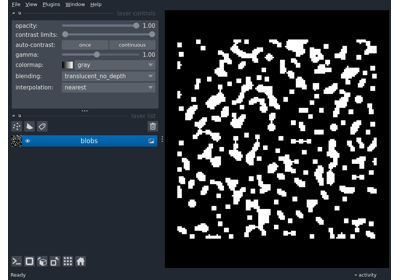 File View Plugins Window Help
layer controls
opacity: 1.00
contrast limits:
auto-contrast: once continuous
gamma: 1.00
colormap: gray
blending: translucent_no_depth
interpolation: nearest
layer list
blobs
Ready activity